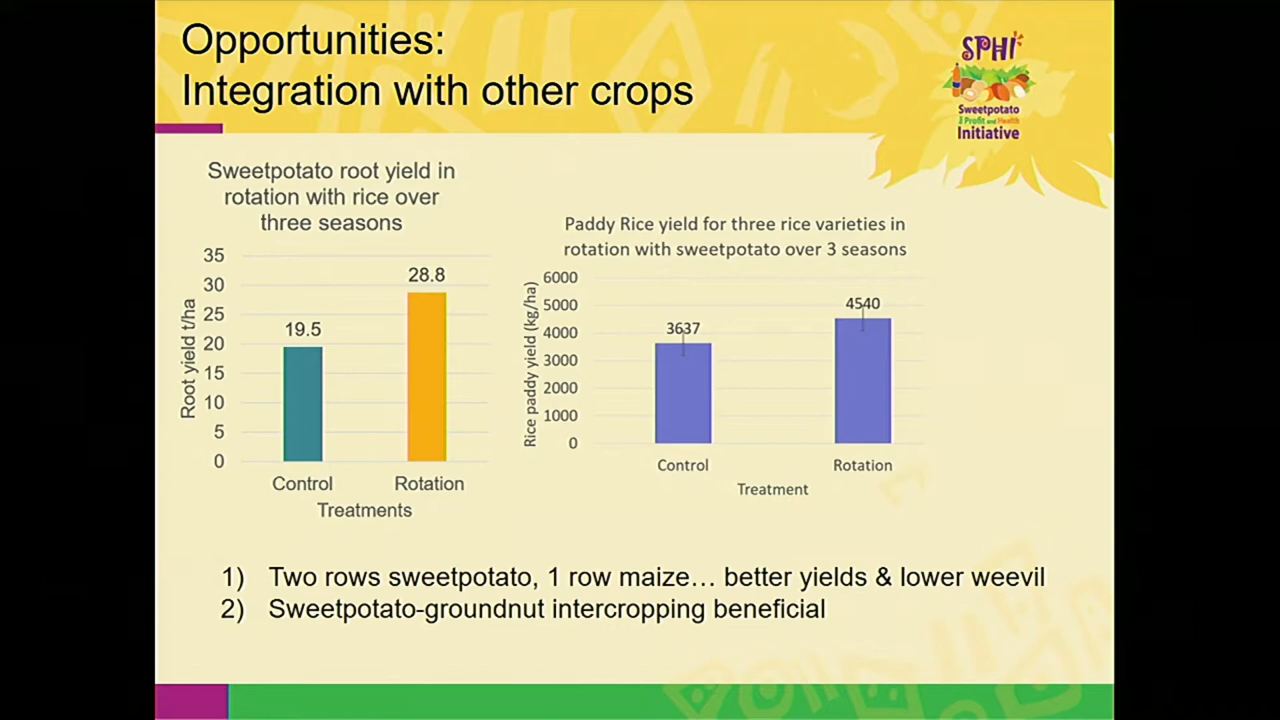 Opportunities:
Integration with other crops
SPHI
Sweetpotato
Profit and Health
Initiative
Sweetpotato root yield in
rotation with rice over
three seasons
35
30
25
20
15
10
5
0
Root yield t/ha
19.5
28.8
Control
Rotation
Treatments
Paddy Rice yield for three rice varieties in
rotation with sweetpotato over 3 seasons
6000
5000
4000
3000
2000
1000
0
Rice paddy yield (kg/ha)
3637
4540
Control
Rotation
Treatment
1) Two rows sweetpotato, 1 row maize... better yields & lower weevil
2) Sweetpotato-groundnut intercropping beneficial